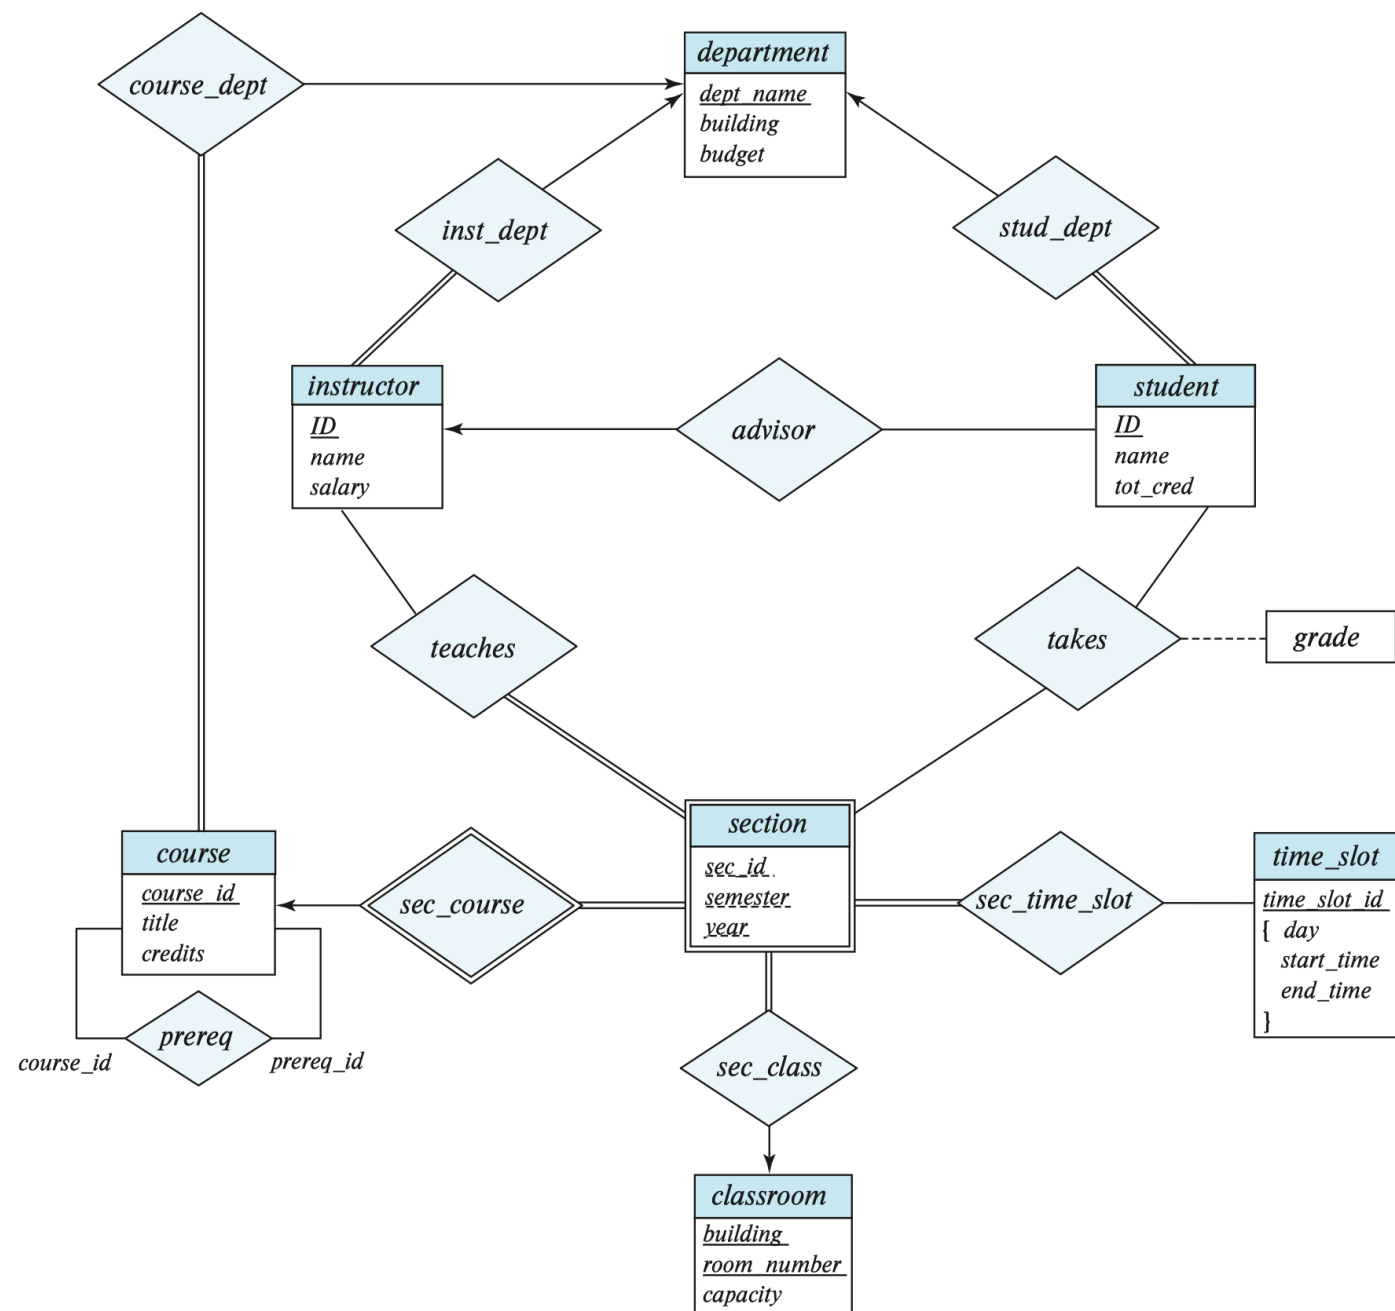 department
course_dept
dept_name
building
budget
inst_dept
stud_dept
instructor
ID
name
salary
advisor
student
ID
name
tot_cred
teaches
takes
grade
section
sec_id
semester
year
course
course_id
title
credits
sec_course
sec_time_slot
time_slot
time_slot_id
{ day
start_time
end_time
}
prereq
course_id
prereq_id
sec_class
classroom
building
room_number
capacity